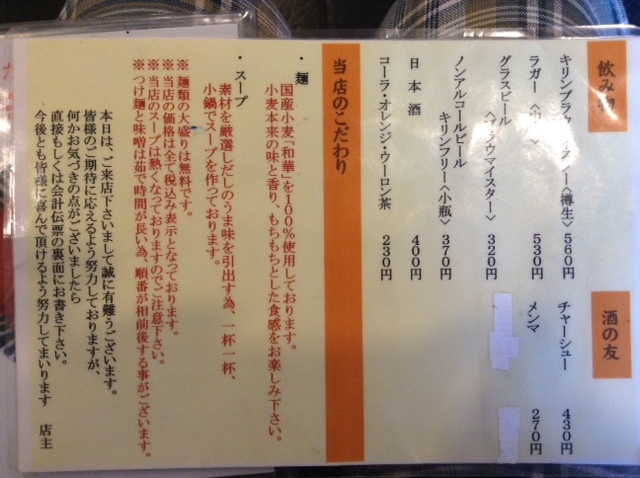 飲み物
キリンラガー 〈樽生〉 560円
ラガー 〈中 530円
グラスビール 〈ブラウマイスター〉 320円
ノンアルコールビール
キリンフリー〈小瓶〉 370円
日本酒 400円
コーラ・オレンジ・ウーロン茶 230円
酒の友
チャーシュー 430円
メンマ 270円
当店のこだわり
・麺
国産小麦「和華」を100%使用しております。
小麦本来の味と香り、もちもちとした食感をお楽しみ下さい。
・スープ
素材を厳選しだしのうま味を引出す為、一杯一杯、
小鍋でスープを作っております。
※麺類の大盛りは無料です。
※当店の価格は全て税込み表示となっております。
※当店のスープは熱くなっておりますのでご注意下さい。
※つけ麺と味噌は茹で時間が長い為、順番が相前後する事がございます。
本日は、ご来店下さいまして誠に有難うございます。
皆様のご期待に応えるよう努力しておりますが、
何かお気づきの点がございましたら
直接もしくは会計伝票の裏面にお書き下さい。
今後とも皆様に喜んで頂けるよう努力してまいります 店主